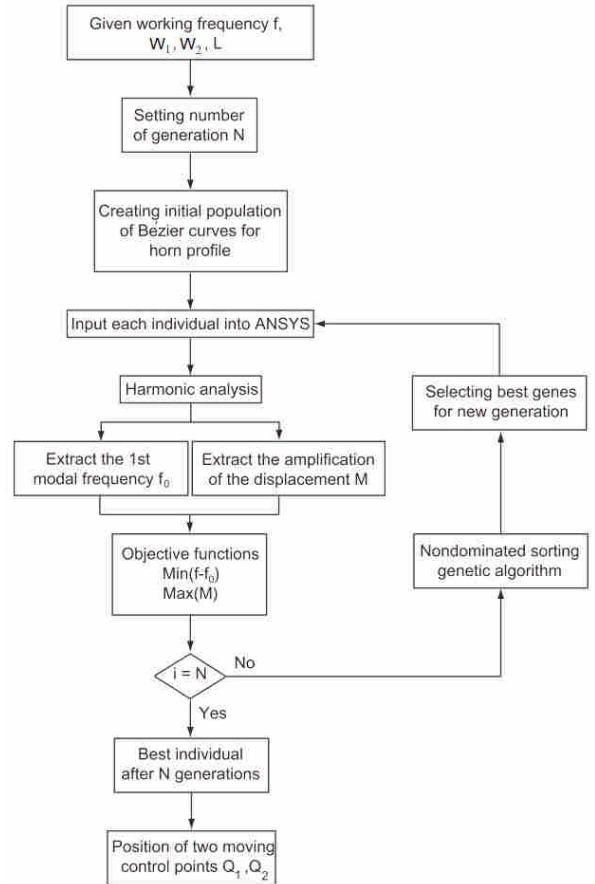 Given working frequency f,
W₁, W₂, L
Setting number
of generation N
Creating initial population
of Bézier curves for
horn profile
Input each individual into ANSYS
Harmonic analysis
Extract the 1st
modal frequency f₀
Extract the amplification
of the displacement M
Objective functions
Min(f-f₀)
Max(M)
i = N
No
Yes
Best individual
after N generations
Position of two moving
control points Q₁ ,Q₂
Nondominated sorting
genetic algorithm
Selecting best genes
for new generation